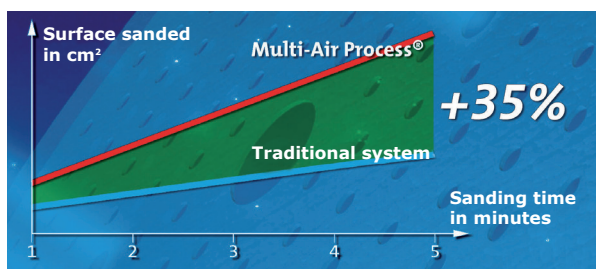 Surface sanded
in cm²
Multi-Air Process®
+35%
Traditional system
Sanding time
in minutes
1 2 3 4 5